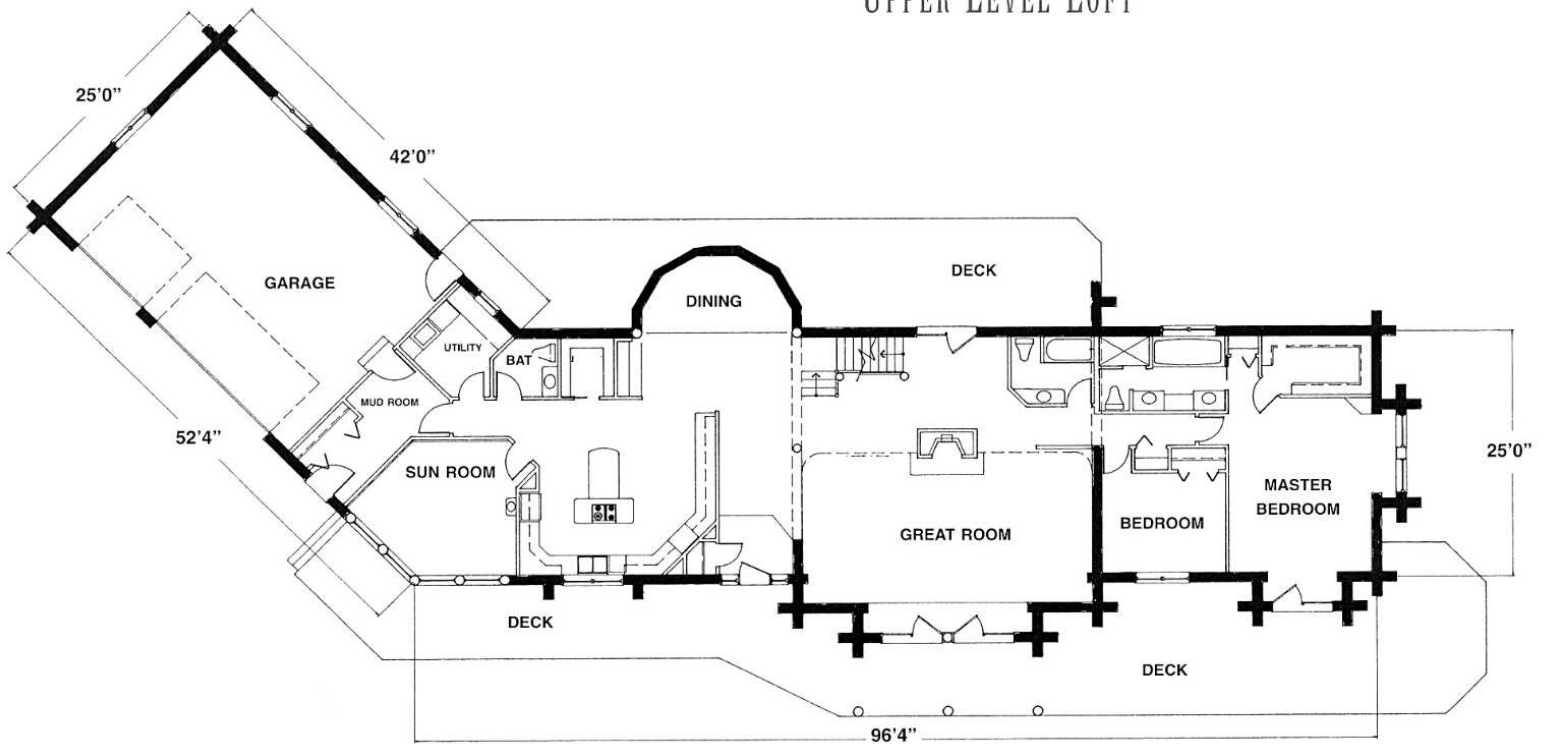 UPPER LEVEL LOFT
25'0"
42'0"
GARAGE
DECK
DINING
UTILITY
BAT
MUD ROOM
52'4"
SUN ROOM
25'0"
MASTER
BEDROOM
BEDROOM
GREAT ROOM
DECK
DECK
96'4"